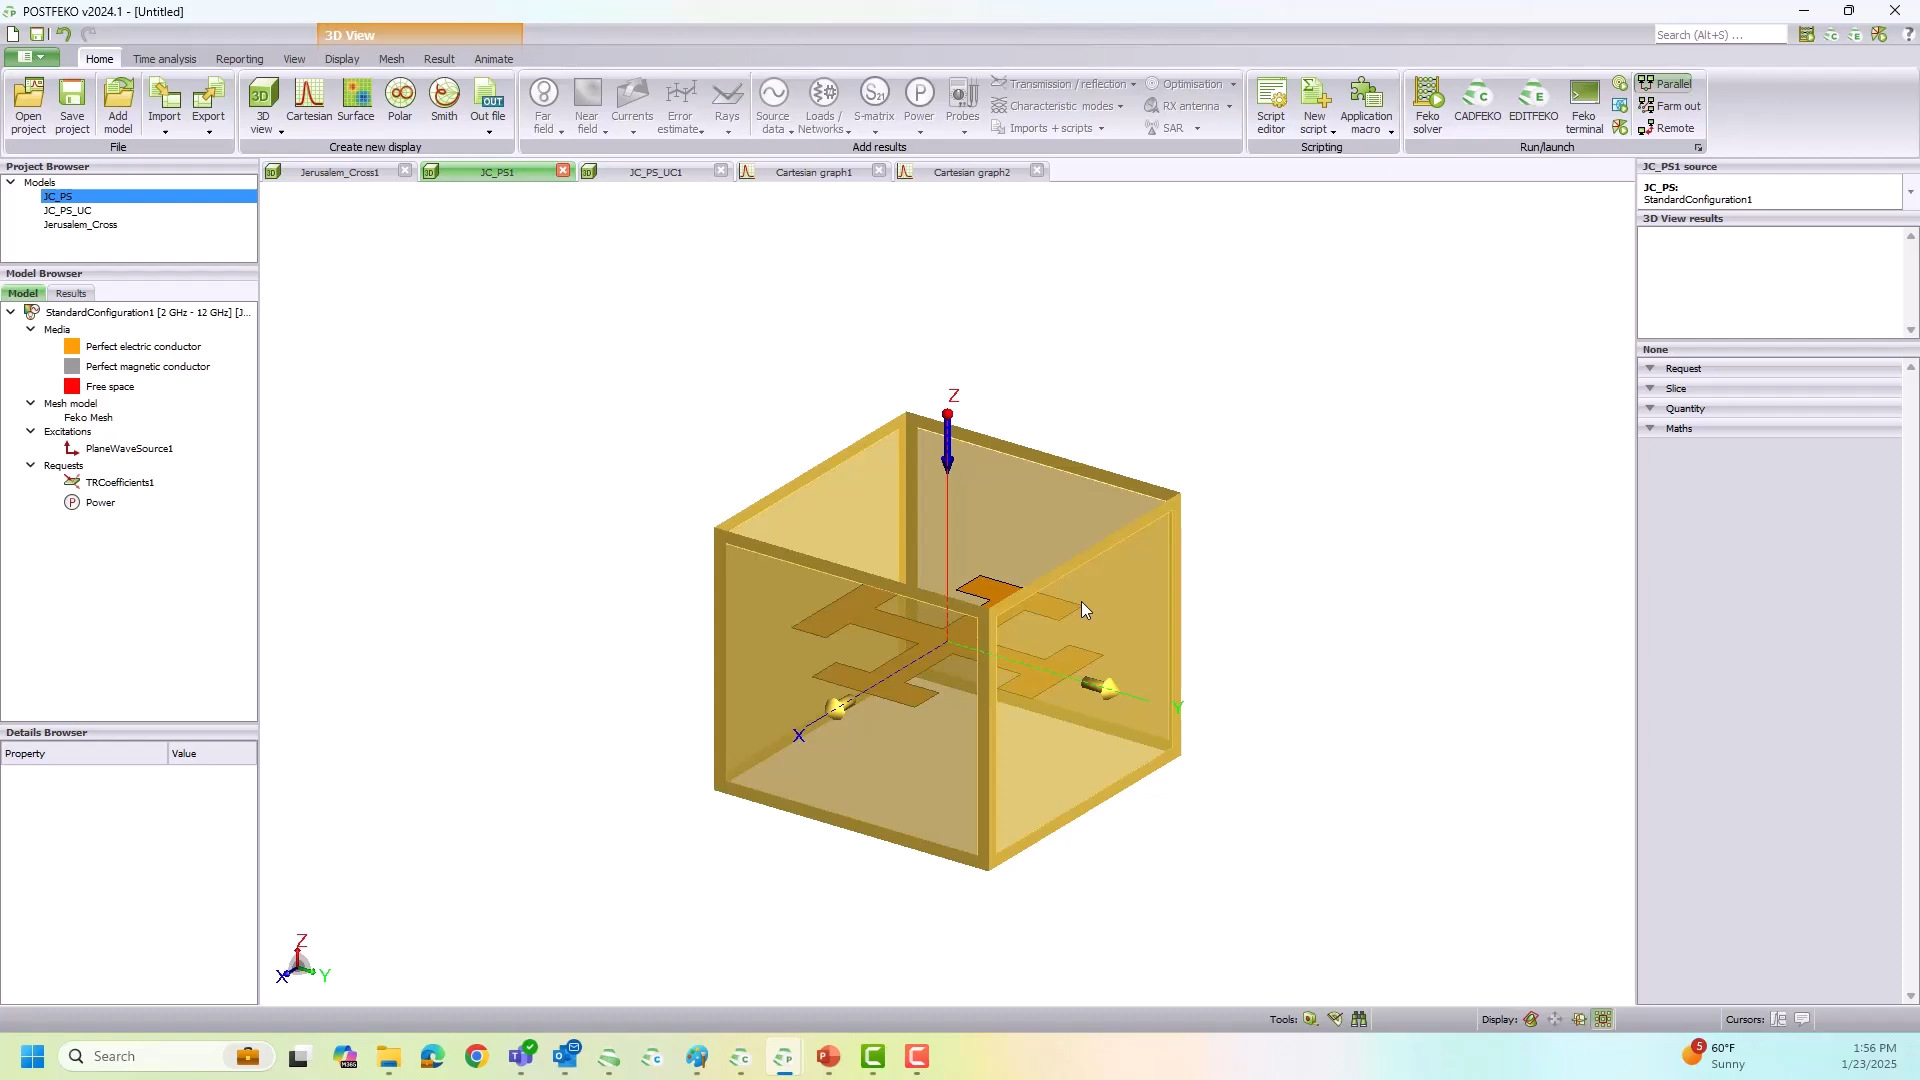 POSTFEKO v2024.1 - [Untitled]
3D View
Search (Alt+S) ...
Home
Time analysis
Reporting
View
Display
Mesh
Result
Animate
Open project
Save project
Add model
Import
Export
3D view
Cartesian
Surface
Polar
Smith
OUT
Out file
Far field
Near field
Currents
Error estimate
Rays
Source data
Loads / Networks
S21
S-matrix
Power
Probes
Transmission / reflection
Characteristic modes
Imports + scripts
Optimisation
RX antenna
SAR
Script editor
New script
Application macro
Feko solver
CADFEKO
EDITFEKO
Feko terminal
Parallel
Farm out
Remote
File
Create new display
Add results
Scripting
Run/launch
Project Browser
Models
JC_PS
JC_PS_UC
Jerusalem_Cross
Jerusalem_Cross1
JC_PS1
JC_PS_UC1
Cartesian graph1
Cartesian graph2
Model Browser
Model
Results
StandardConfiguration1 [2 GHz - 12 GHz] [J...
Media
Perfect electric conductor
Perfect magnetic conductor
Free space
Mesh model
Feko Mesh
Excitations
PlaneWaveSource1
Requests
TRCoefficients1
Power
Details Browser
Property
Value
Z
X
Y
Z
X
Y
JC_PS1 source
JC_PS:
StandardConfiguration1
3D View results
None
Request
Slice
Quantity
Maths
Tools:
Display:
Cursors:
Search
5
60°F
Sunny
1:56 PM
1/23/2025